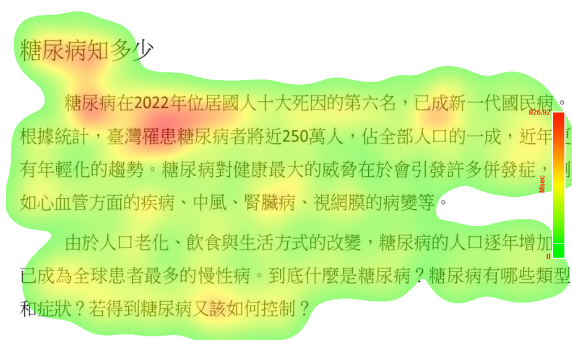 糖尿病知多少
糖尿病在2022年位居國人十大死因的第六名，已成新一代國民病。
根據統計，臺灣罹患糖尿病者將近250萬人，佔全部人口的一成，近年更
有年輕化的趨勢。糖尿病對健康最大的威脅在於會引發許多併發症，例
如心血管方面的疾病、中風、腎臟病、視網膜的病變等。
由於人口老化、飲食與生活方式的改變，糖尿病的人口逐年增加
已成為全球患者最多的慢性病。到底什麼是糖尿病？糖尿病有哪些類型
和症狀？若得到糖尿病又該如何控制？
826.92
Msec
0